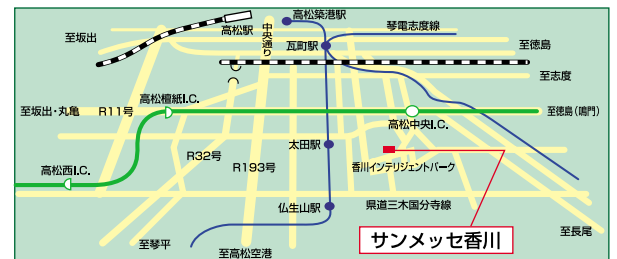 高松築港駅
高松駅
琴電志度線
至坂出
中央通り
瓦町駅
至徳島
至志度
高松檀紙I.C.
至坂出・丸亀
R11号
至徳島(鳴門)
高松中央I.C.
太田駅
R32号
R193号
香川インテリジェントパーク
高松西I.C.
仏生山駅
県道三木国分寺線
サンメッセ香川
至長尾
至琴平
至高松空港